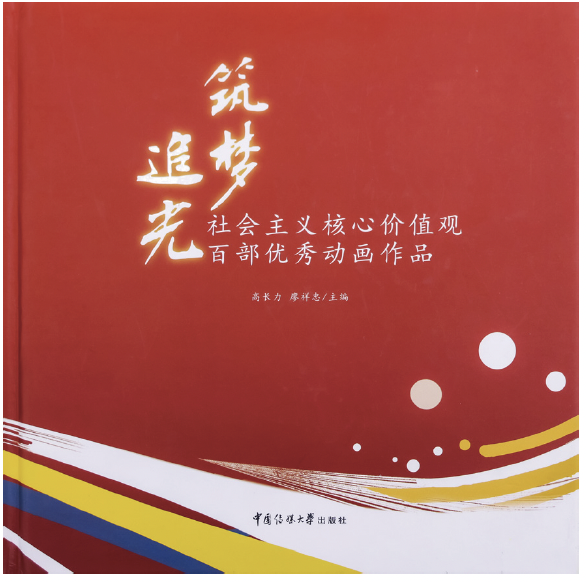 筑梦
追光
社会主义核心价值观
百部优秀动画作品
高长力 廖祥忠/主编
中国传媒大学出版社